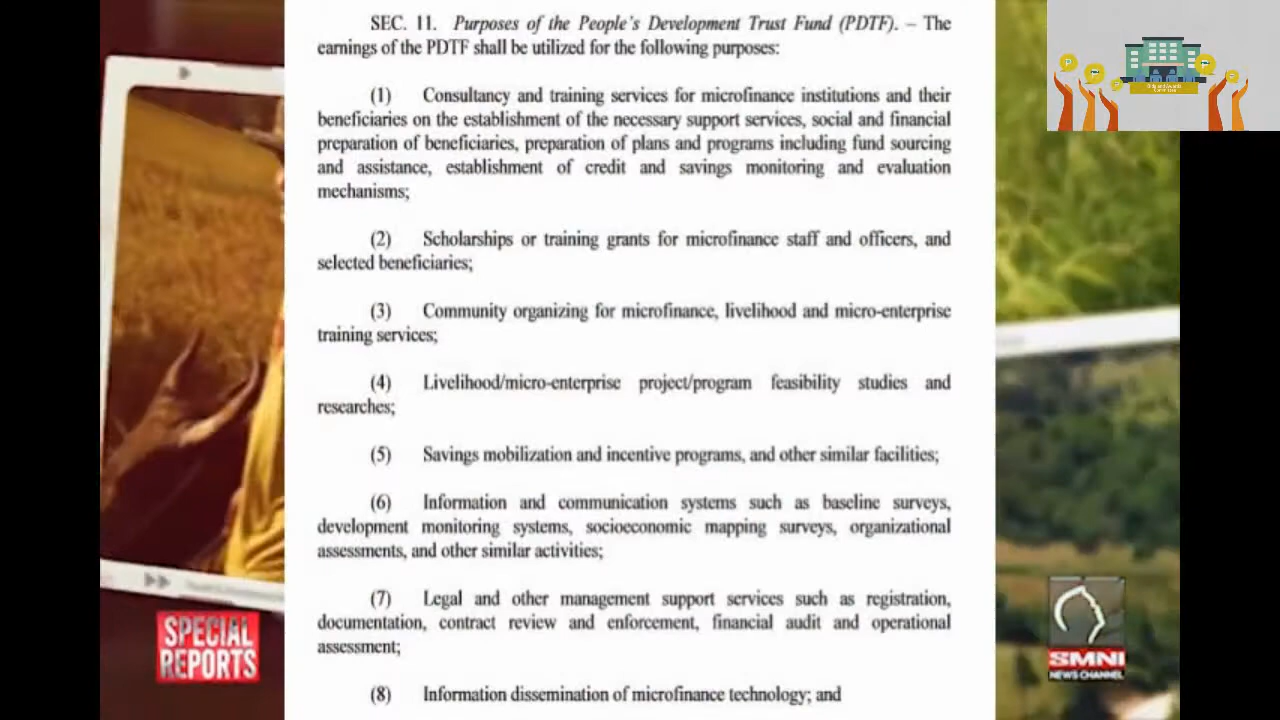 SEC. 11. Purposes of the People's Development Trust Fund (PDTF). – The
earnings of the PDTF shall be utilized for the following purposes:
(1) Consultancy and training services for microfinance institutions and their
beneficiaries on the establishment of the necessary support services, social and financial
preparation of beneficiaries, preparation of plans and programs including fund sourcing
and assistance, establishment of credit and savings monitoring and evaluation
mechanisms;
(2) Scholarships or training grants for microfinance staff and officers, and
selected beneficiaries;
(3) Community organizing for microfinance, livelihood and micro-enterprise
training services;
(4) Livelihood/micro-enterprise project/program feasibility studies and
researches;
(5) Savings mobilization and incentive programs, and other similar facilities;
(6) Information and communication systems such as baseline surveys,
development monitoring systems, socioeconomic mapping surveys, organizational
assessments, and other similar activities;
(7) Legal and other management support services such as registration,
documentation, contract review and enforcement, financial audit and operational
assessment;
(8) Information dissemination of microfinance technology; and
SPECIAL
REPORTS
SMNI
NEWS CHANNEL